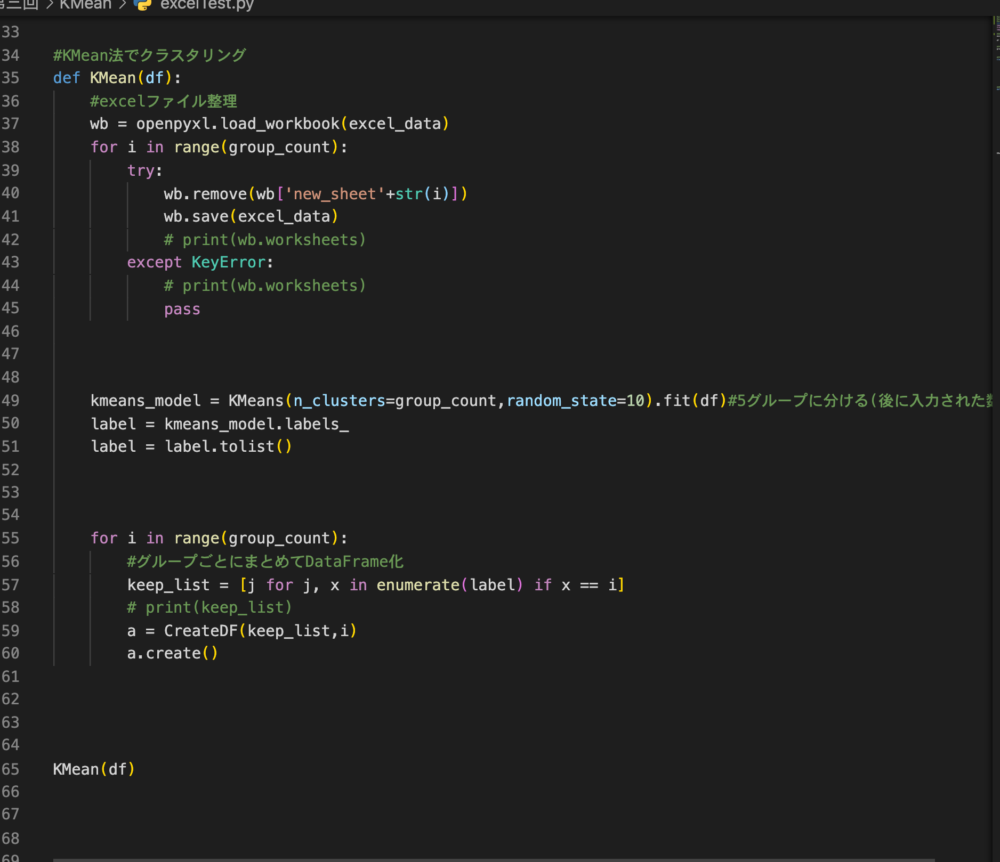 第三回 > KMean > excelTest.py
33
34 #KMean法でクラスタリング
35 def KMean(df):
36     #excelファイル整理
37     wb = openpyxl.load_workbook(excel_data)
38     for i in range(group_count):
39         try:
40             wb.remove(wb['new_sheet'+str(i)])
41             wb.save(excel_data)
42             # print(wb.worksheets)
43         except KeyError:
44             # print(wb.worksheets)
45             pass
46
47
48
49     kmeans_model = KMeans(n_clusters=group_count,random_state=10).fit(df)#5グループに分ける(後に入力された
50     label = kmeans_model.labels_
51     label = label.tolist()
52
53
54
55     for i in range(group_count):
56         #グループごとにまとめてDataFrame化
57         keep_list = [j for j, x in enumerate(label) if x == i]
58         # print(keep_list)
59         a = CreateDF(keep_list,i)
60         a.create()
61
62
63
64
65 KMean(df)
66
67
68
69